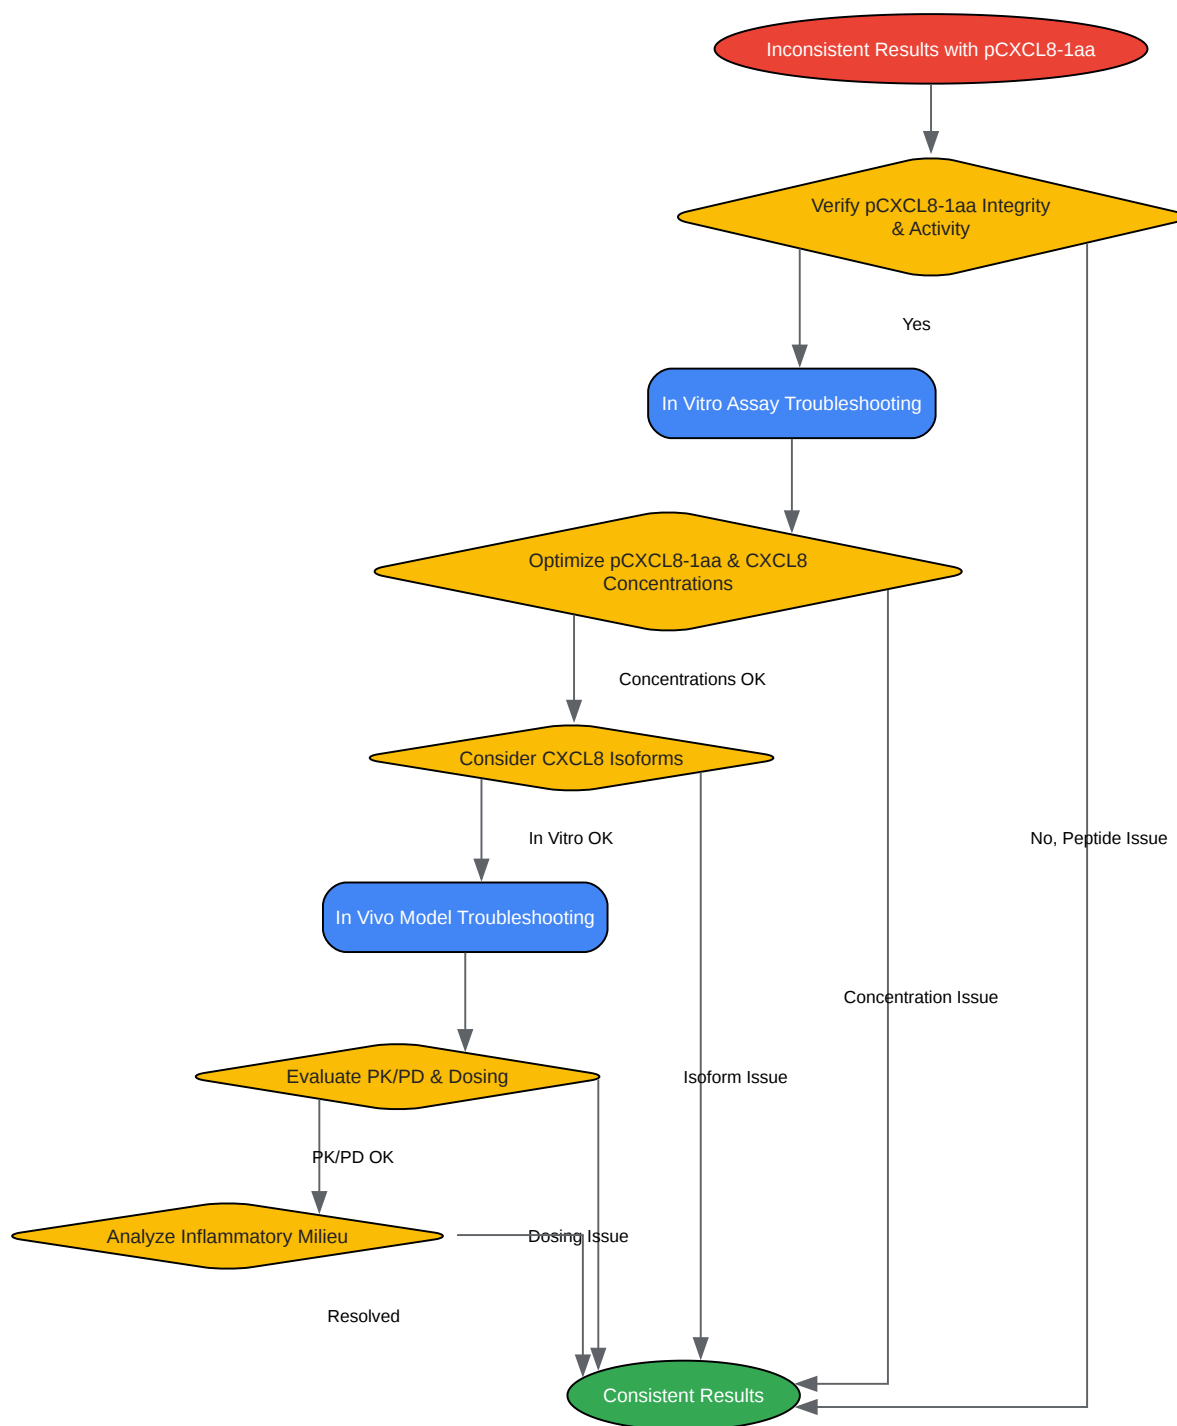 Inconsistent Results with pCXCL8-1aa
Verify pCXCL8-1aa Integrity
& Activity
Yes
In Vitro Assay Troubleshooting
Optimize pCXCL8-1aa & CXCL8
Concentrations
Concentrations OK
Consider CXCL8 Isoforms
In Vitro OK
No, Peptide Issue
In Vivo Model Troubleshooting
Concentration Issue
Evaluate PK/PD & Dosing
Isoform Issue
PK/PD OK
Analyze Inflammatory Milieu
Dosing Issue
Resolved
Consistent Results